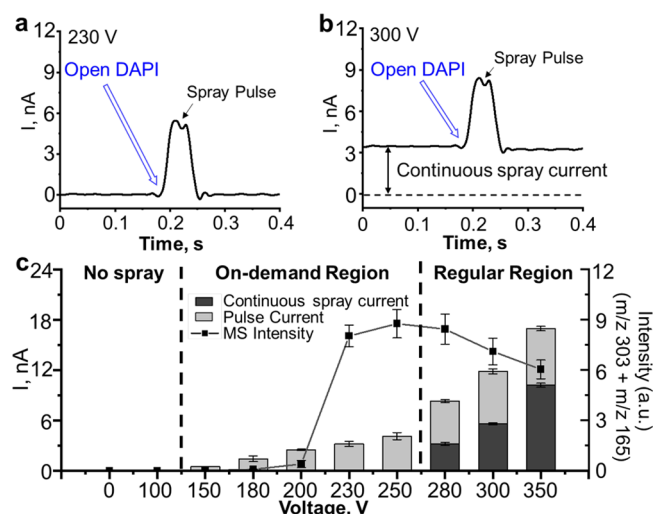 a
230 V
12
9
6
3
0
I, nA
Open DAPI
Spray Pulse
0 0.1 0.2 0.3 0.4
Time, s
b
300 V
12
9
6
3
0
I, nA
Open DAPI
Spray Pulse
Continuous spray current
0 0.1 0.2 0.3 0.4
Time, s
c
No spray
On-demand Region
Regular Region
Continuous spray current
Pulse Current
MS Intensity
24
18
12
6
0
I, nA
12
9
6
3
0
Intensity (a.u.)
(m/z 303 + m/z 165)
0 100 150 180 200 230 250 280 300 350
Voltage, V